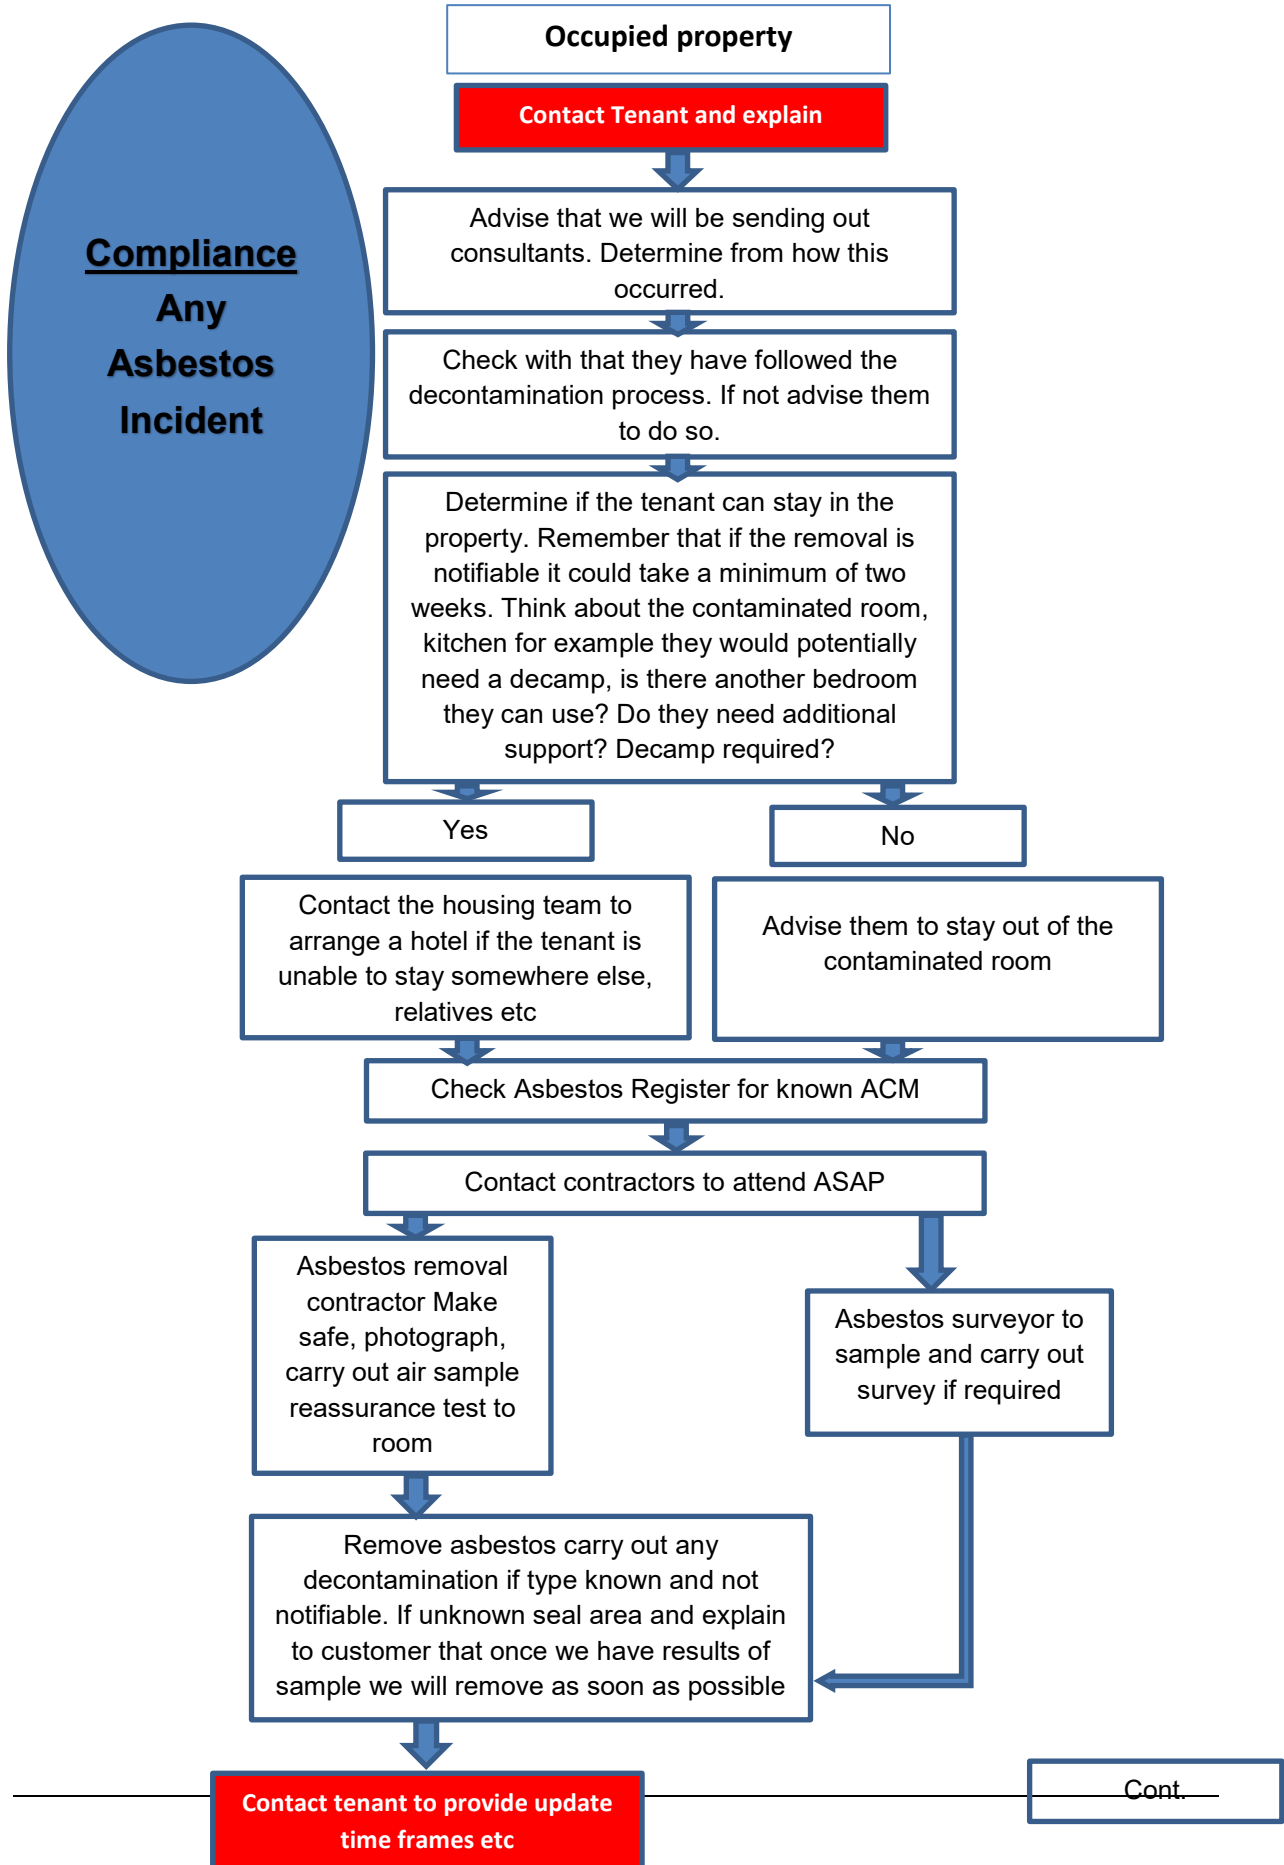 Occupied property
Contact Tenant and explain
Compliance
Any
Asbestos
Incident
Advise that we will be sending out
consultants. Determine from how this
occurred.
Check with that they have followed the
decontamination process. If not advise them
to do so.
Determine if the tenant can stay in the
property. Remember that if the removal is
notifiable it could take a minimum of two
weeks. Think about the contaminated room,
kitchen for example they would potentially
need a decamp, is there another bedroom
they can use? Do they need additional
support? Decamp required?
Yes
No
Contact the housing team to
arrange a hotel if the tenant is
unable to stay somewhere else,
relatives etc
Advise them to stay out of the
contaminated room
Check Asbestos Register for known ACM
Contact contractors to attend ASAP
Asbestos removal
contractor Make
safe, photograph,
carry out air sample
reassurance test to
room
Asbestos surveyor to
sample and carry out
survey if required
Remove asbestos carry out any
decontamination if type known and not
notifiable. If unknown seal area and explain
to customer that once we have results of
sample we will remove as soon as possible
Contact tenant to provide update
time frames etc
Cont.